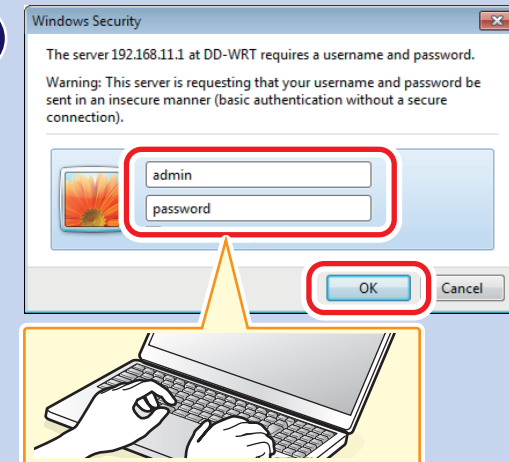 Windows Security
The server 192.168.11.1 at DD-WRT requires a username and password.
Warning: This server is requesting that your username and password be
sent in an insecure manner (basic authentication without a secure
connection).
admin
password
OK
Cancel